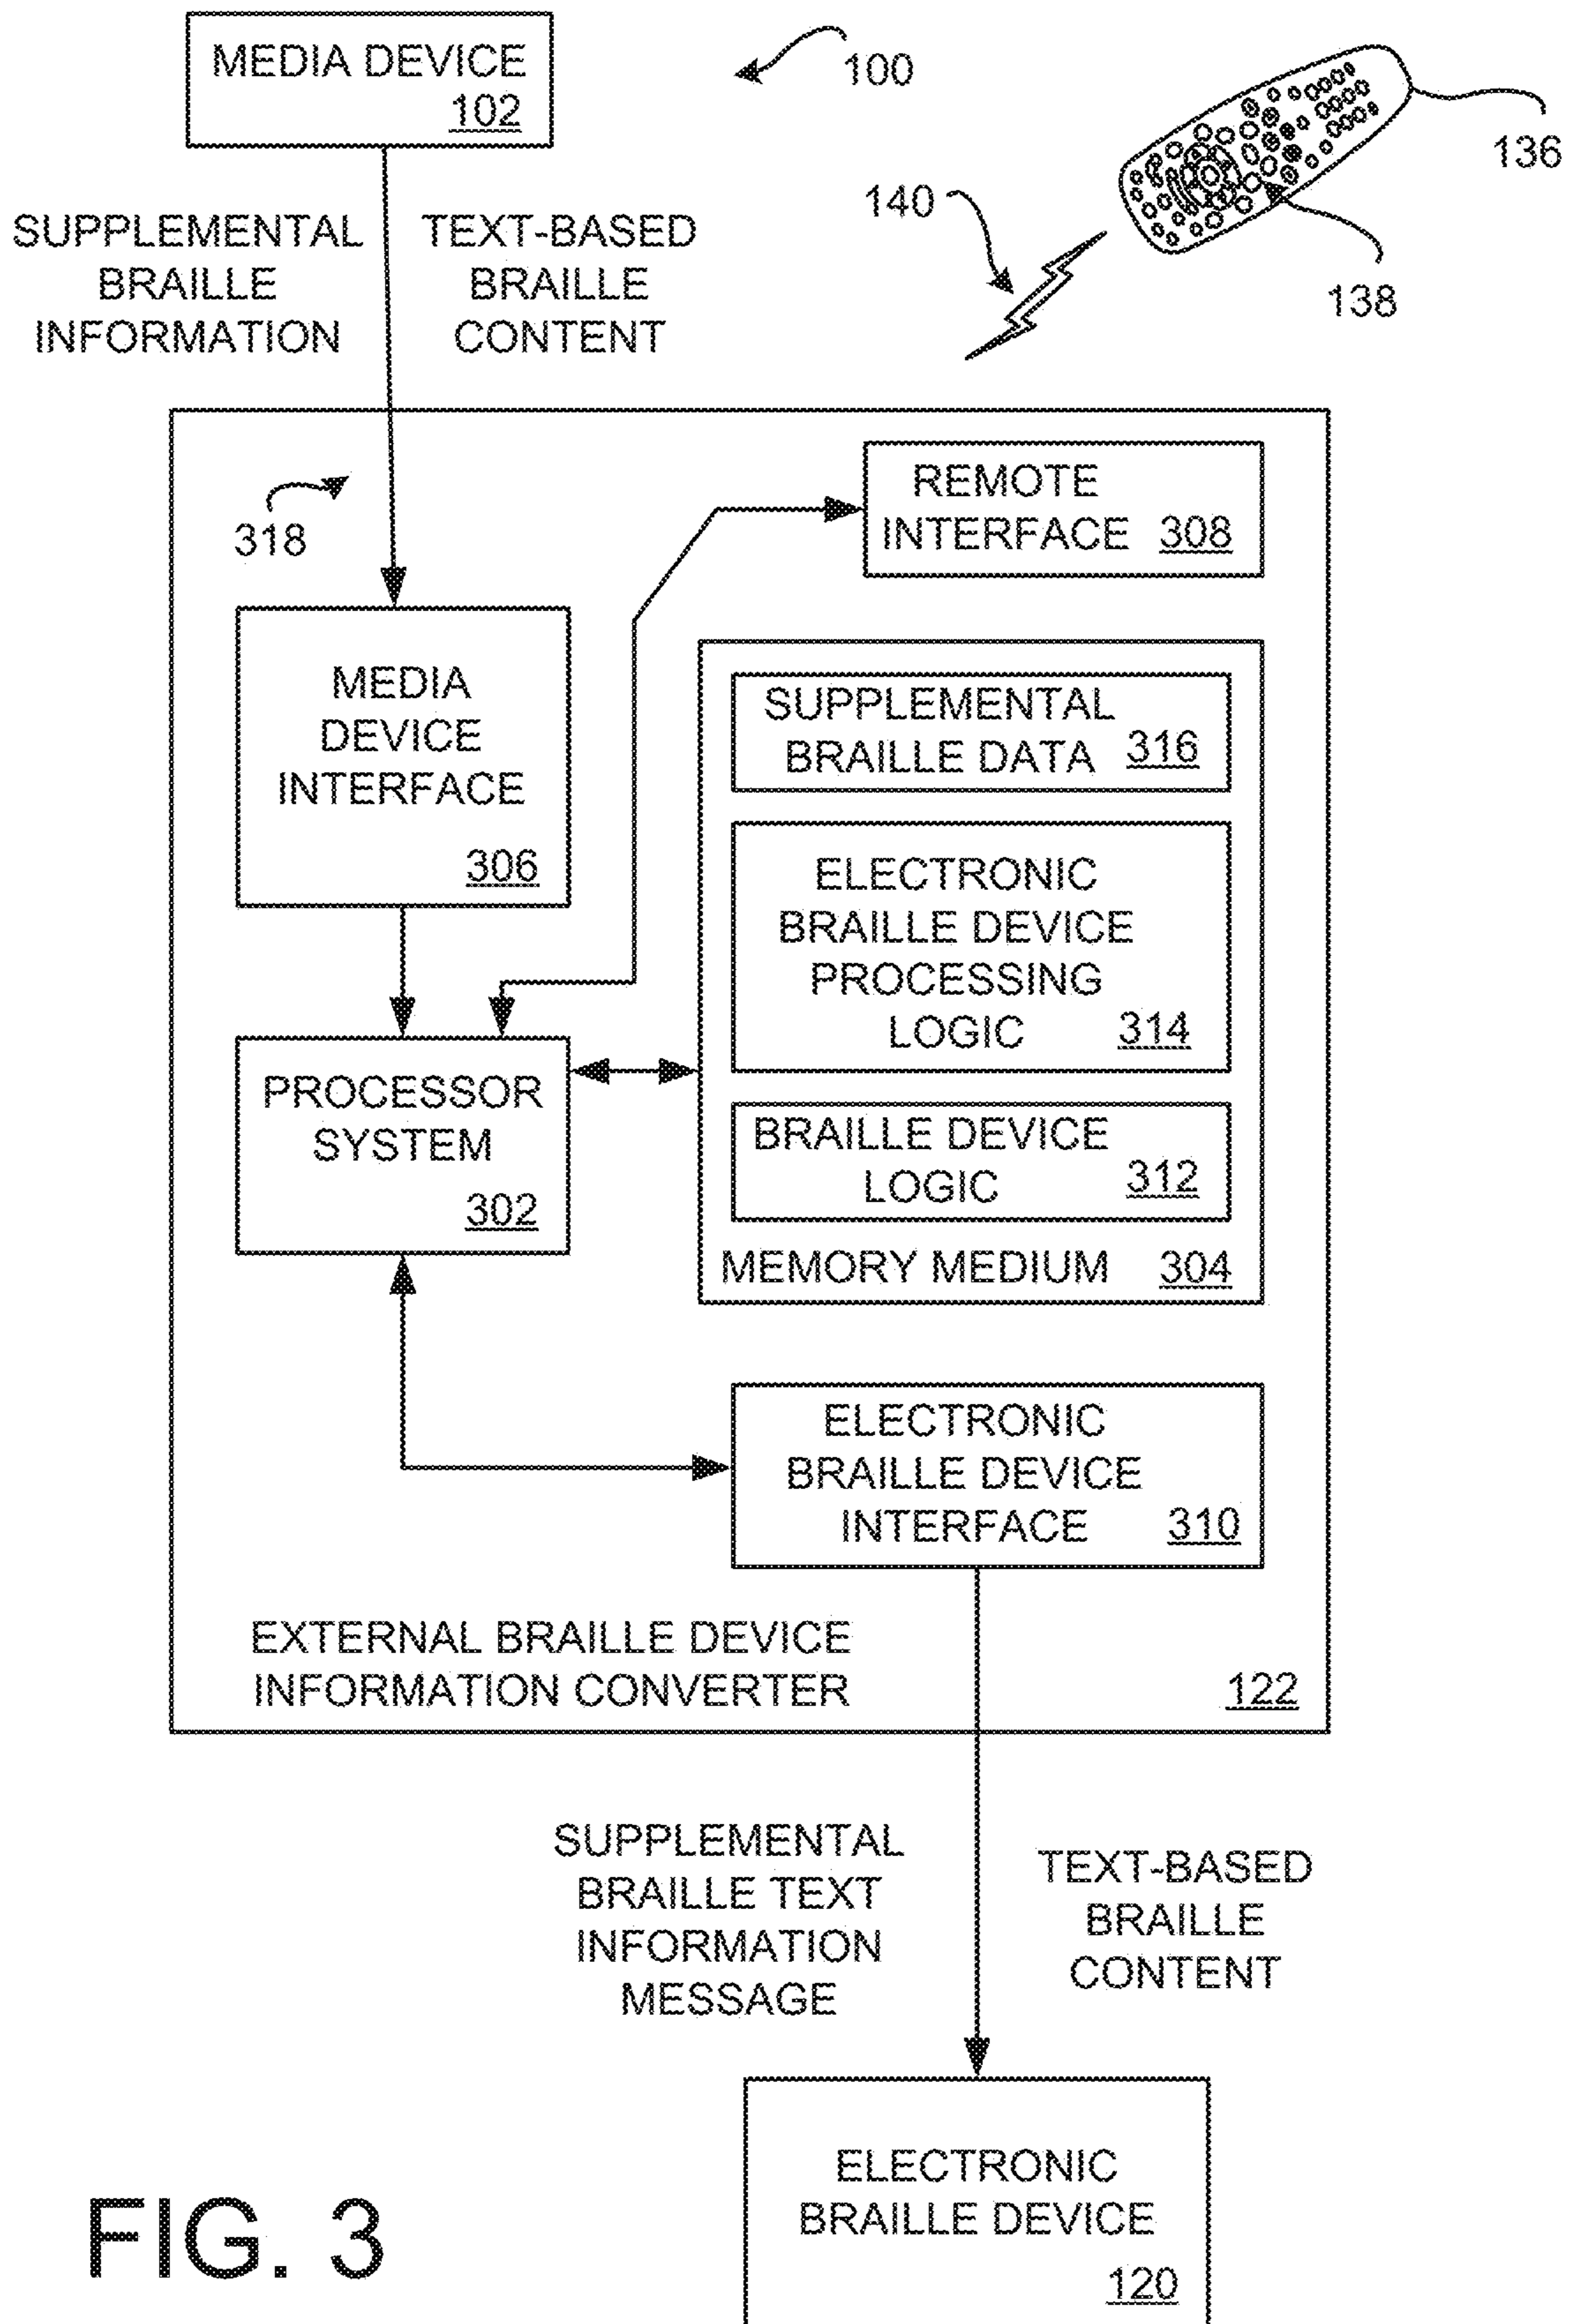 MEDIA DEVICE
102
100
136
140
138
SUPPLEMENTAL
BRAILLE
INFORMATION
TEXT-BASED
BRAILLE
CONTENT
318
REMOTE
INTERFACE 308
MEDIA
DEVICE
INTERFACE
306
SUPPLEMENTAL
BRAILLE DATA 316
ELECTRONIC
BRAILLE DEVICE
PROCESSING
LOGIC 314
PROCESSOR
SYSTEM
302
BRAILLE DEVICE
LOGIC 312
MEMORY MEDIUM 304
ELECTRONIC
BRAILLE DEVICE
INTERFACE 310
EXTERNAL BRAILLE DEVICE
INFORMATION CONVERTER 122
SUPPLEMENTAL
BRAILLE TEXT
INFORMATION
MESSAGE
TEXT-BASED
BRAILLE
CONTENT
ELECTRONIC
BRAILLE DEVICE
120
FIG. 3